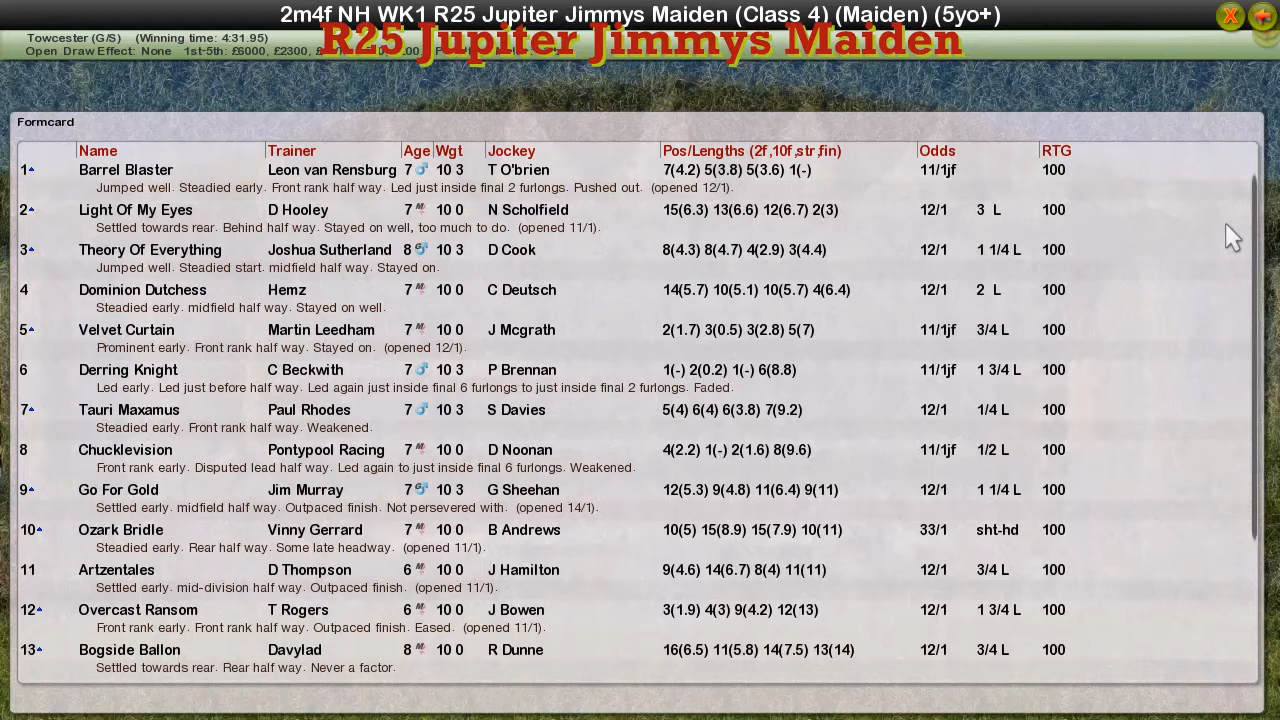 2m4f NH WK1 R25 Jupiter Jimmys Maiden (Class 4) (Maiden) (5yo+)
R25 Jupiter Jimmys Maiden
Towcester (G/S) (Winning time: 4:31.95)
Open Draw Effect: None 1st-5th: £6000, £2300,
Formcard
Name Trainer Age Wgt Jockey Pos/Lengths (2f,10f,str,fin) Odds RTG
1 Barrel Blaster Leon van Rensburg 7 10 3 T O'brien 7(4.2) 5(3.8) 5(3.6) 1(-) 11/1jf 100
Jumped well. Steadied early. Front rank half way. Led just inside final 2 furlongs. Pushed out. (opened 12/1).
2 Light Of My Eyes D Hooley 7 10 0 N Scholfield 15(6.3) 13(6.6) 12(6.7) 2(3) 12/1 3 L 100
Settled towards rear. Behind half way. Stayed on well, too much to do. (opened 11/1).
3 Theory Of Everything Joshua Sutherland 8 10 3 D Cook 8(4.3) 8(4.7) 4(2.9) 3(4.4) 12/1 1 1/4 L 100
Jumped well. Steadied start. midfield half way. Stayed on.
4 Dominion Dutchess Hemz 7 10 0 C Deutsch 14(5.7) 10(5.1) 10(5.7) 4(6.4) 12/1 2 L 100
Steadied early. midfield half way. Stayed on well.
5 Velvet Curtain Martin Leedham 7 10 0 J Mcgrath 2(1.7) 3(0.5) 3(2.8) 5(7) 11/1jf 3/4 L 100
Prominent early. Front rank half way. Stayed on. (opened 12/1).
6 Derring Knight C Beckwith 7 10 3 P Brennan 1(-) 2(0.2) 1(-) 6(8.8) 11/1jf 1 3/4 L 100
Led early. Led just before half way. Led again just inside final 6 furlongs to just inside final 2 furlongs. Faded.
7 Tauri Maxamus Paul Rhodes 7 10 3 S Davies 5(4) 6(4) 6(3.8) 7(9.2) 12/1 1/4 L 100
Steadied early. Front rank half way. Weakened.
8 Chucklevision Pontypool Racing 7 10 0 D Noonan 4(2.2) 1(-) 2(1.6) 8(9.6) 11/1jf 1/2 L 100
Front rank early. Disputed lead half way. Led again to just inside final 6 furlongs. Weakened.
9 Go For Gold Jim Murray 7 10 3 G Sheehan 12(5.3) 9(4.8) 11(6.4) 9(11) 12/1 1 1/4 L 100
Settled early. midfield half way. Outpaced finish. Not persevered with. (opened 14/1).
10 Ozark Bridle Vinny Gerrard 7 10 0 B Andrews 10(5) 15(8.9) 15(7.9) 10(11) 33/1 sht-hd 100
Steadied early. Rear half way. Some late headway. (opened 11/1).
11 Artzentales D Thompson 6 10 0 J Hamilton 9(4.6) 14(6.7) 8(4) 11(11) 12/1 3/4 L 100
Settled early. mid-division half way. Outpaced finish. (opened 11/1).
12 Overcast Ransom T Rogers 6 10 0 J Bowen 3(1.9) 4(3) 9(4.2) 12(13) 12/1 1 3/4 L 100
Front rank early. Front rank half way. Outpaced finish. Eased. (opened 11/1).
13 Bogside Ballon Davylad 8 10 0 R Dunne 16(6.5) 11(5.8) 14(7.5) 13(14) 12/1 3/4 L 100
Settled towards rear. Rear half way. Never a factor.